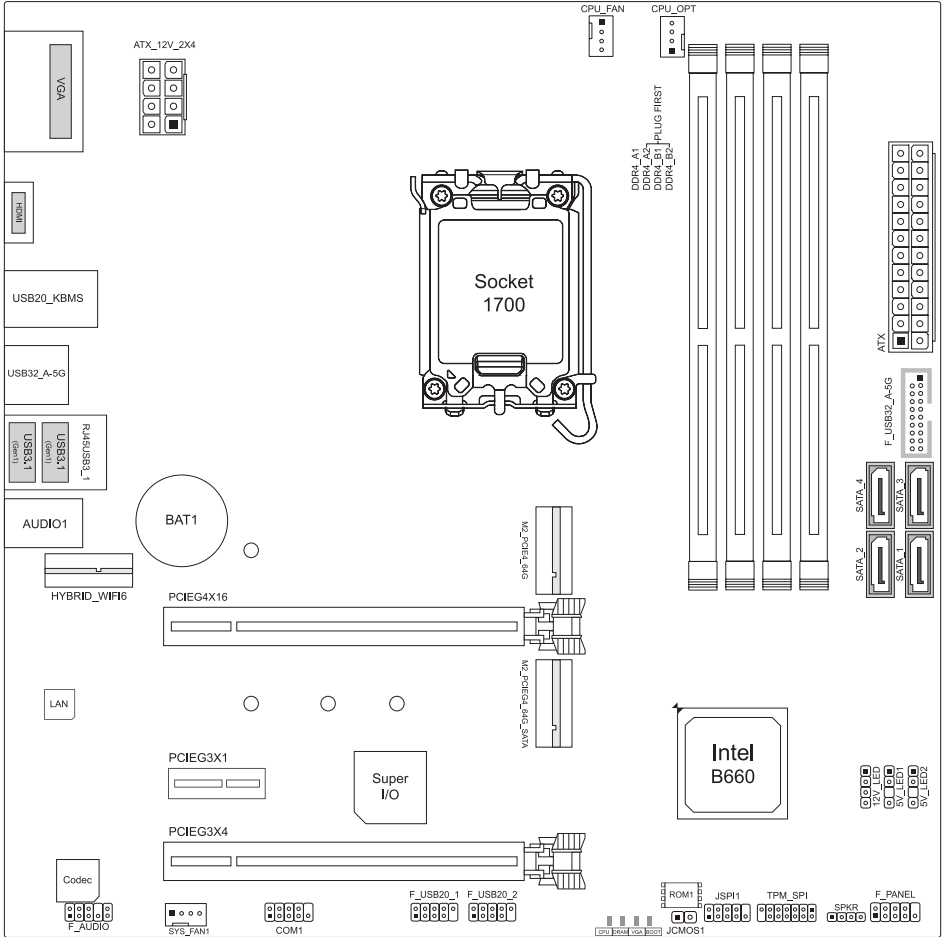 CPU_FAN
CPU_OPT
ATX_12V_2X4
VGA
PLUG FIRST
DDR4_A1
DDR4_A2
DDR4_B1
DDR4_B2
HDMI
Socket
1700
USB20_KBMS
ATX
USB32_A-5G
F_USB32_A-5G
USB3.1
(Gen1)
USB3.1
(Gen1)
RJ45USB3_1
SATA_4
SATA_3
AUDIO1
BAT1
M2_PCIE4_64G
SATA_2
SATA_1
HYBRID_WIFI6
PCIEG4X16
M2_PCIEG4_64G_SATA
LAN
Intel
B660
PCIEG3X1
Super
I/O
12V_LED
5V_LED1
5V_LED2
PCIEG3X4
Codec
F_AUDIO
SYS_FAN1
COM1
F_USB20_1
F_USB20_2
CPU
DRAM
VGA
BOOT
ROM1
JCMOS1
JSPI1
TPM_SPI
SPKR
F_PANEL